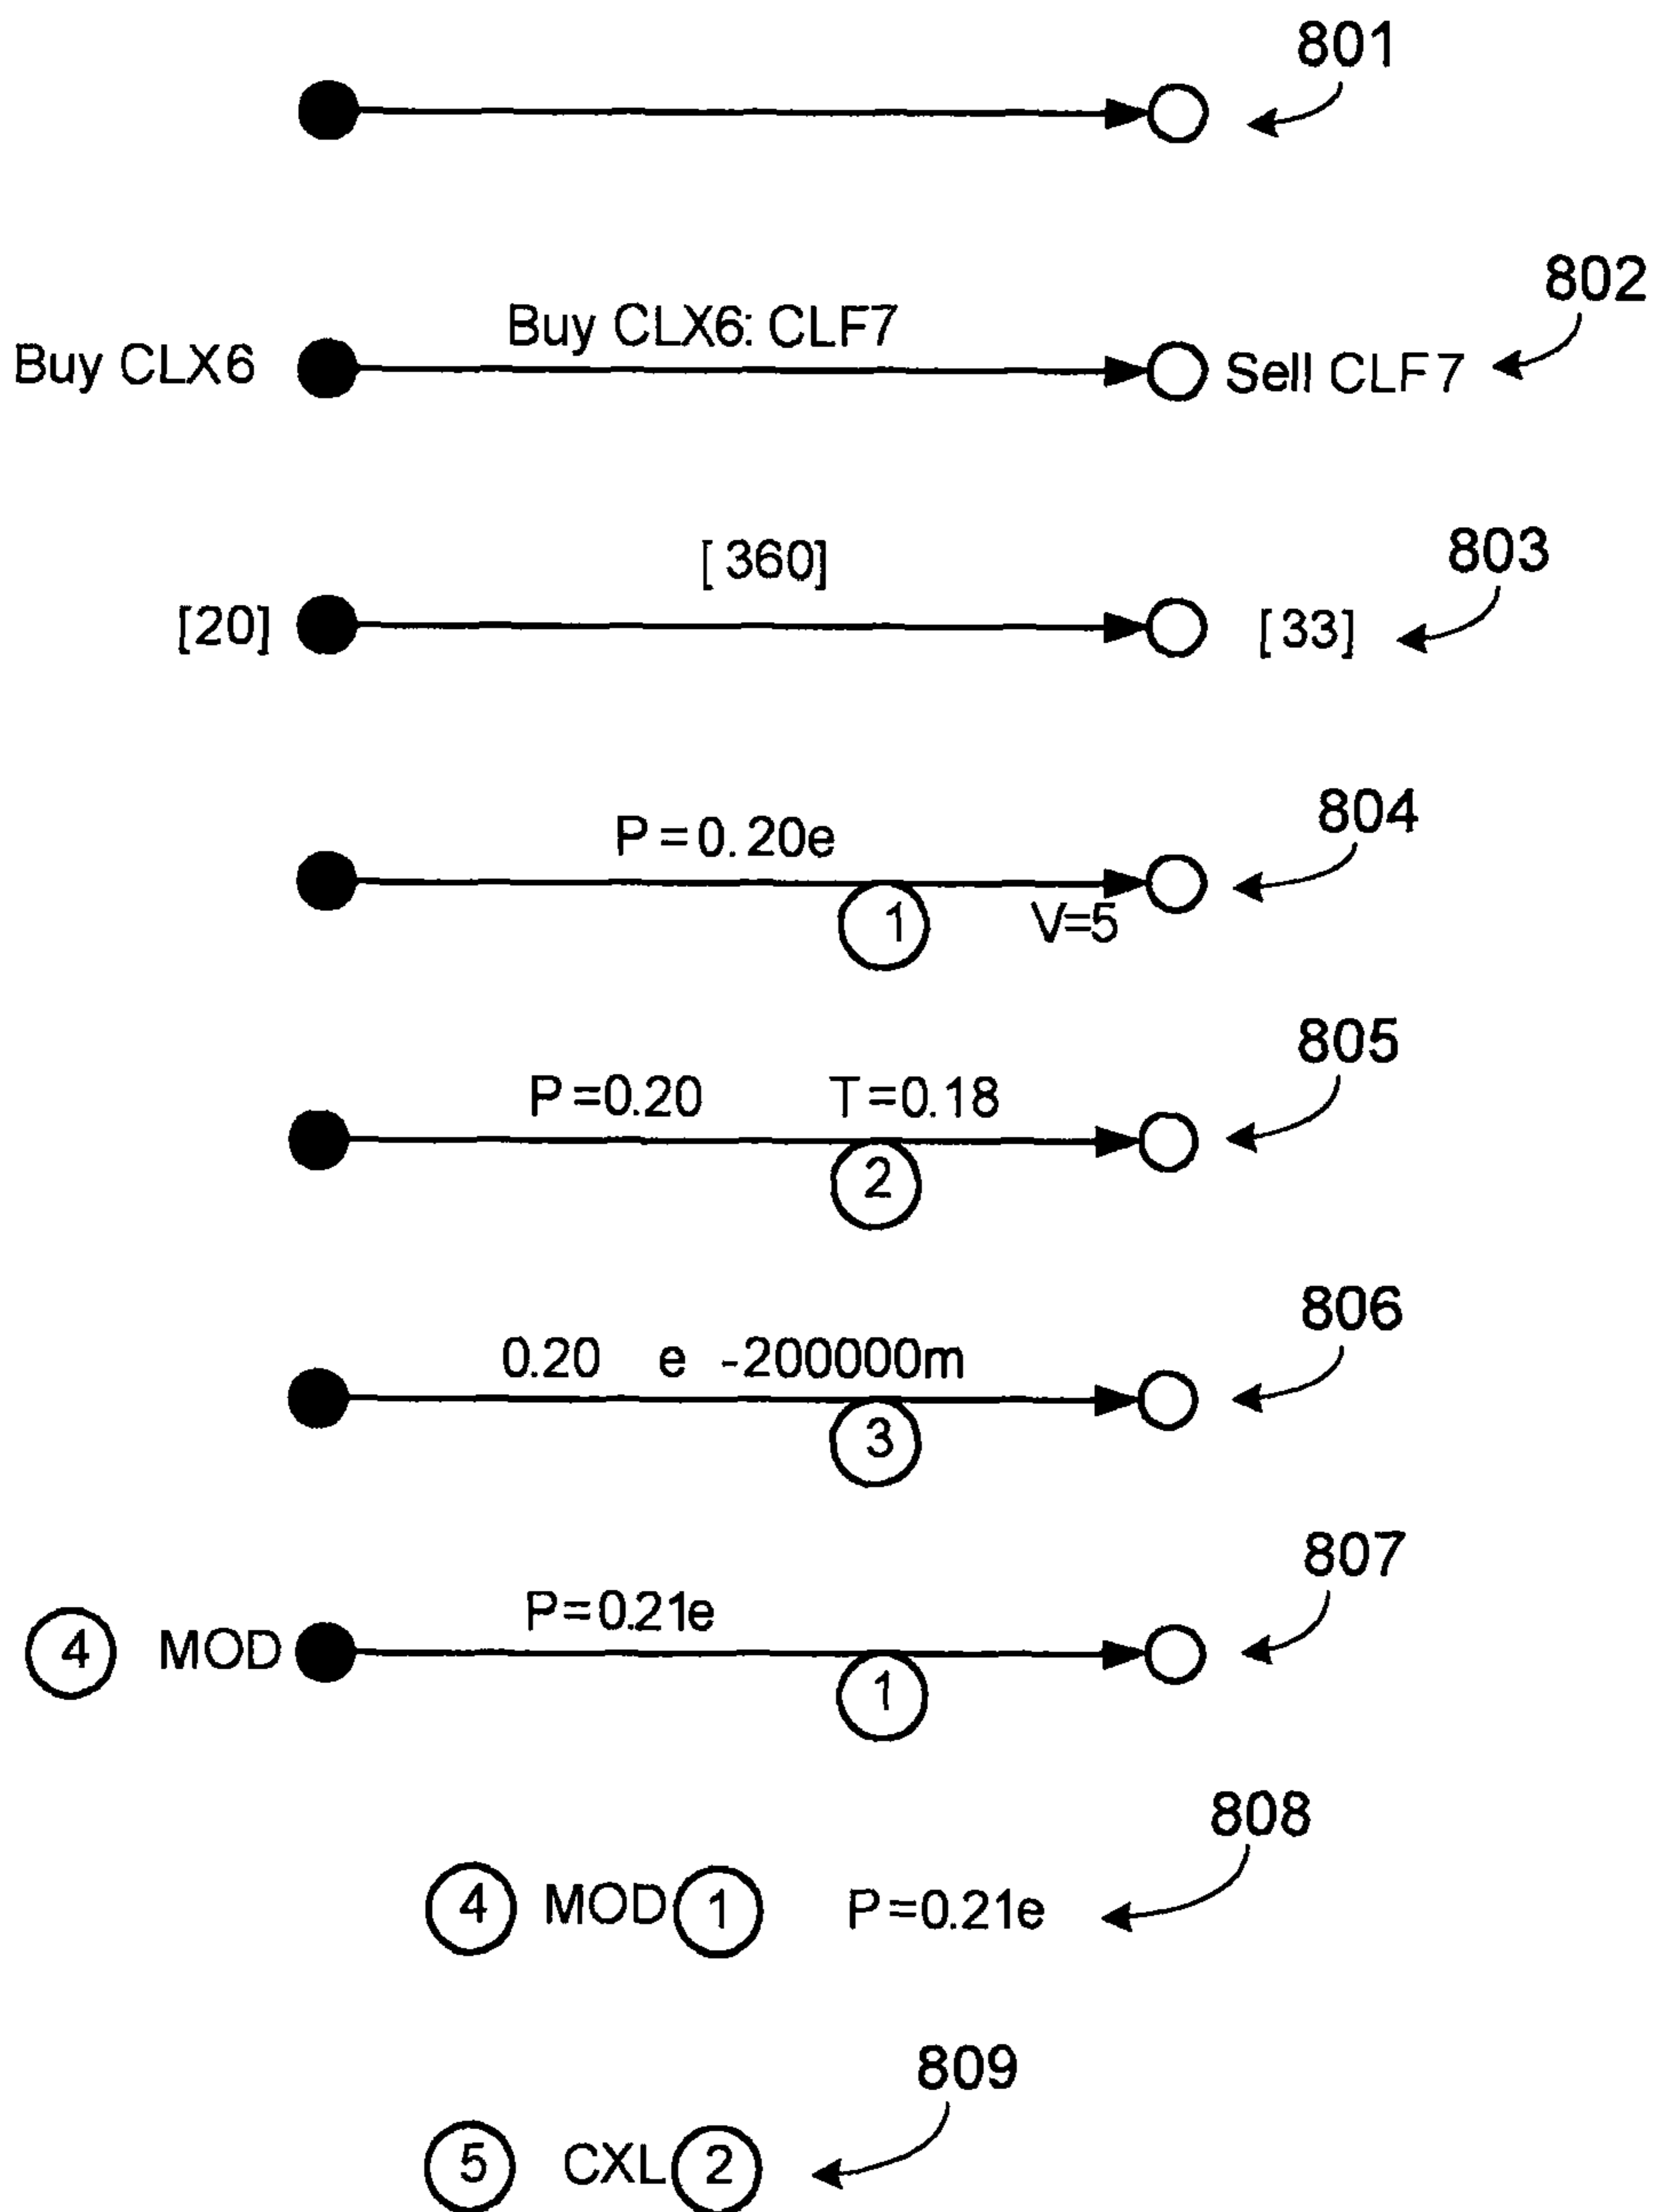 801
802
Buy CLX6: CLF7
Buy CLX6
Sell CLF7
803
[360]
[20]
[33]
804
P=0.20e
1
V=5
805
P=0.20 T=0.18
2
806
0.20 e -200000m
3
807
P=0.21e
4 MOD
1
808
4 MOD 1 P=0.21e
809
5 CXL 2